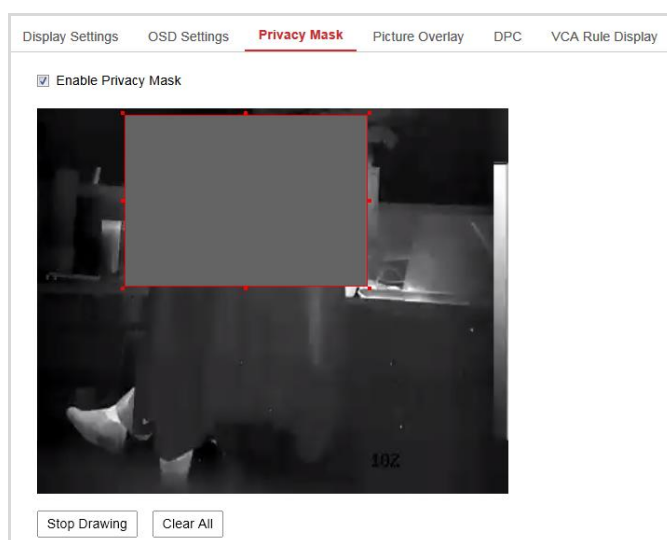 Display Settings OSD Settings Privacy Mask Picture Overlay DPC VCA Rule Display
Enable Privacy Mask
Stop Drawing Clear All